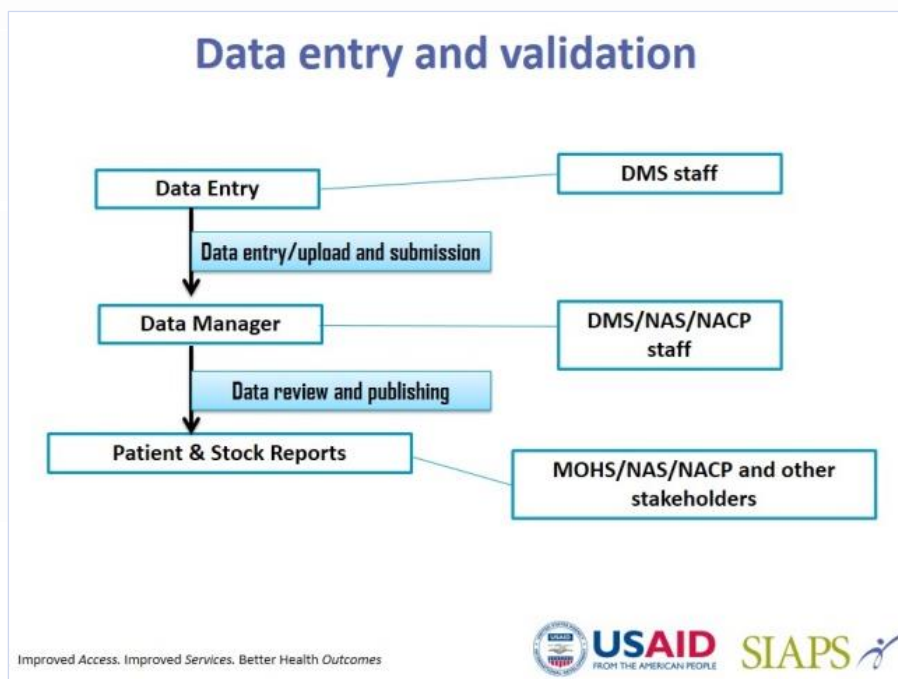 Data entry and validation
Data Entry
DMS staff
Data entry/upload and submission
Data Manager
DMS/NAS/NACP
staff
Data review and publishing
Patient & Stock Reports
MOHS/NAS/NACP and other
stakeholders
Improved Access. Improved Services. Better Health Outcomes
USAID
FROM THE AMERICAN PEOPLE
SIAPS